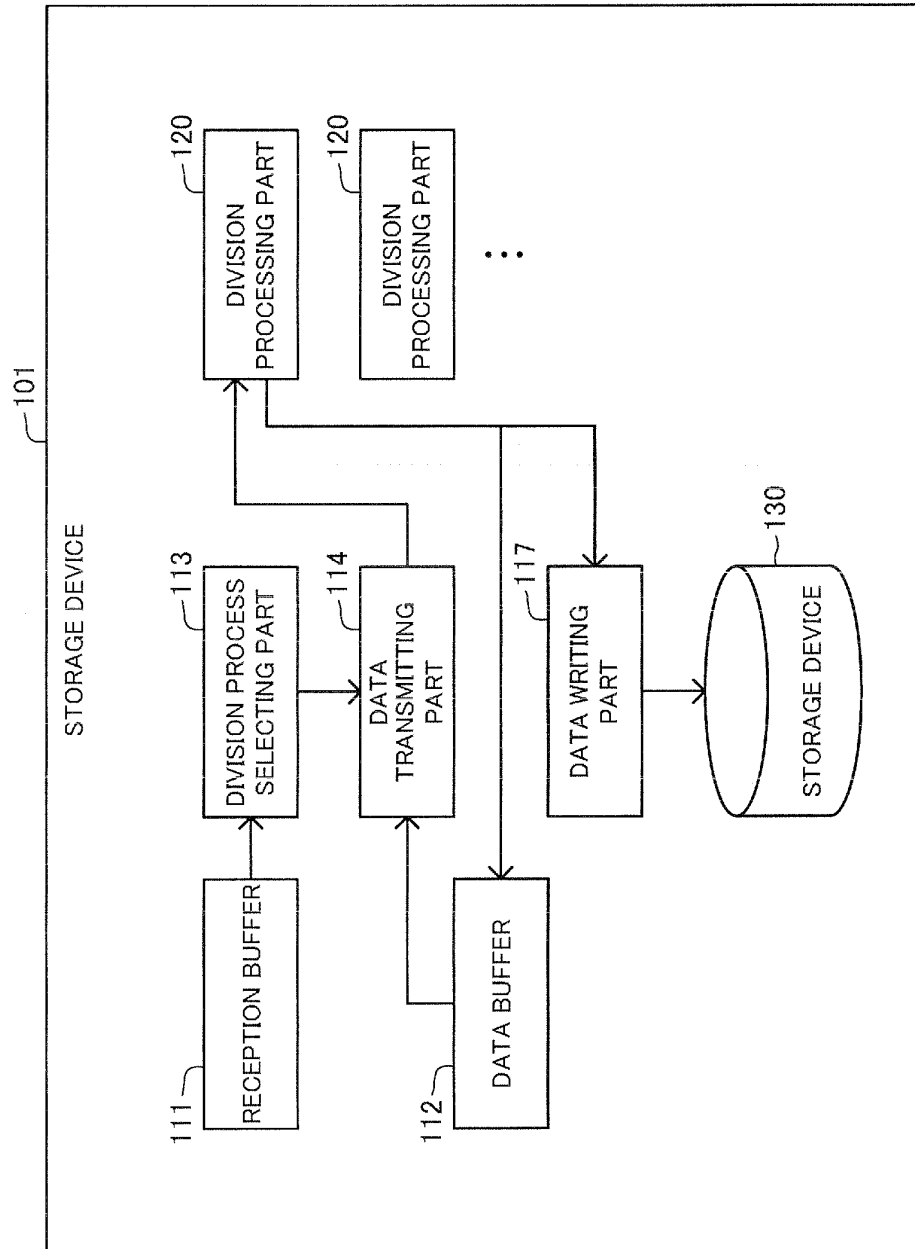 101
STORAGE DEVICE
111
RECEPTION BUFFER
113
DIVISION PROCESS
SELECTING PART
120
DIVISION
PROCESSING PART
112
DATA BUFFER
114
DATA
TRANSMITTING
PART
120
DIVISION
PROCESSING PART
...
117
DATA WRITING
PART
130
STORAGE DEVICE